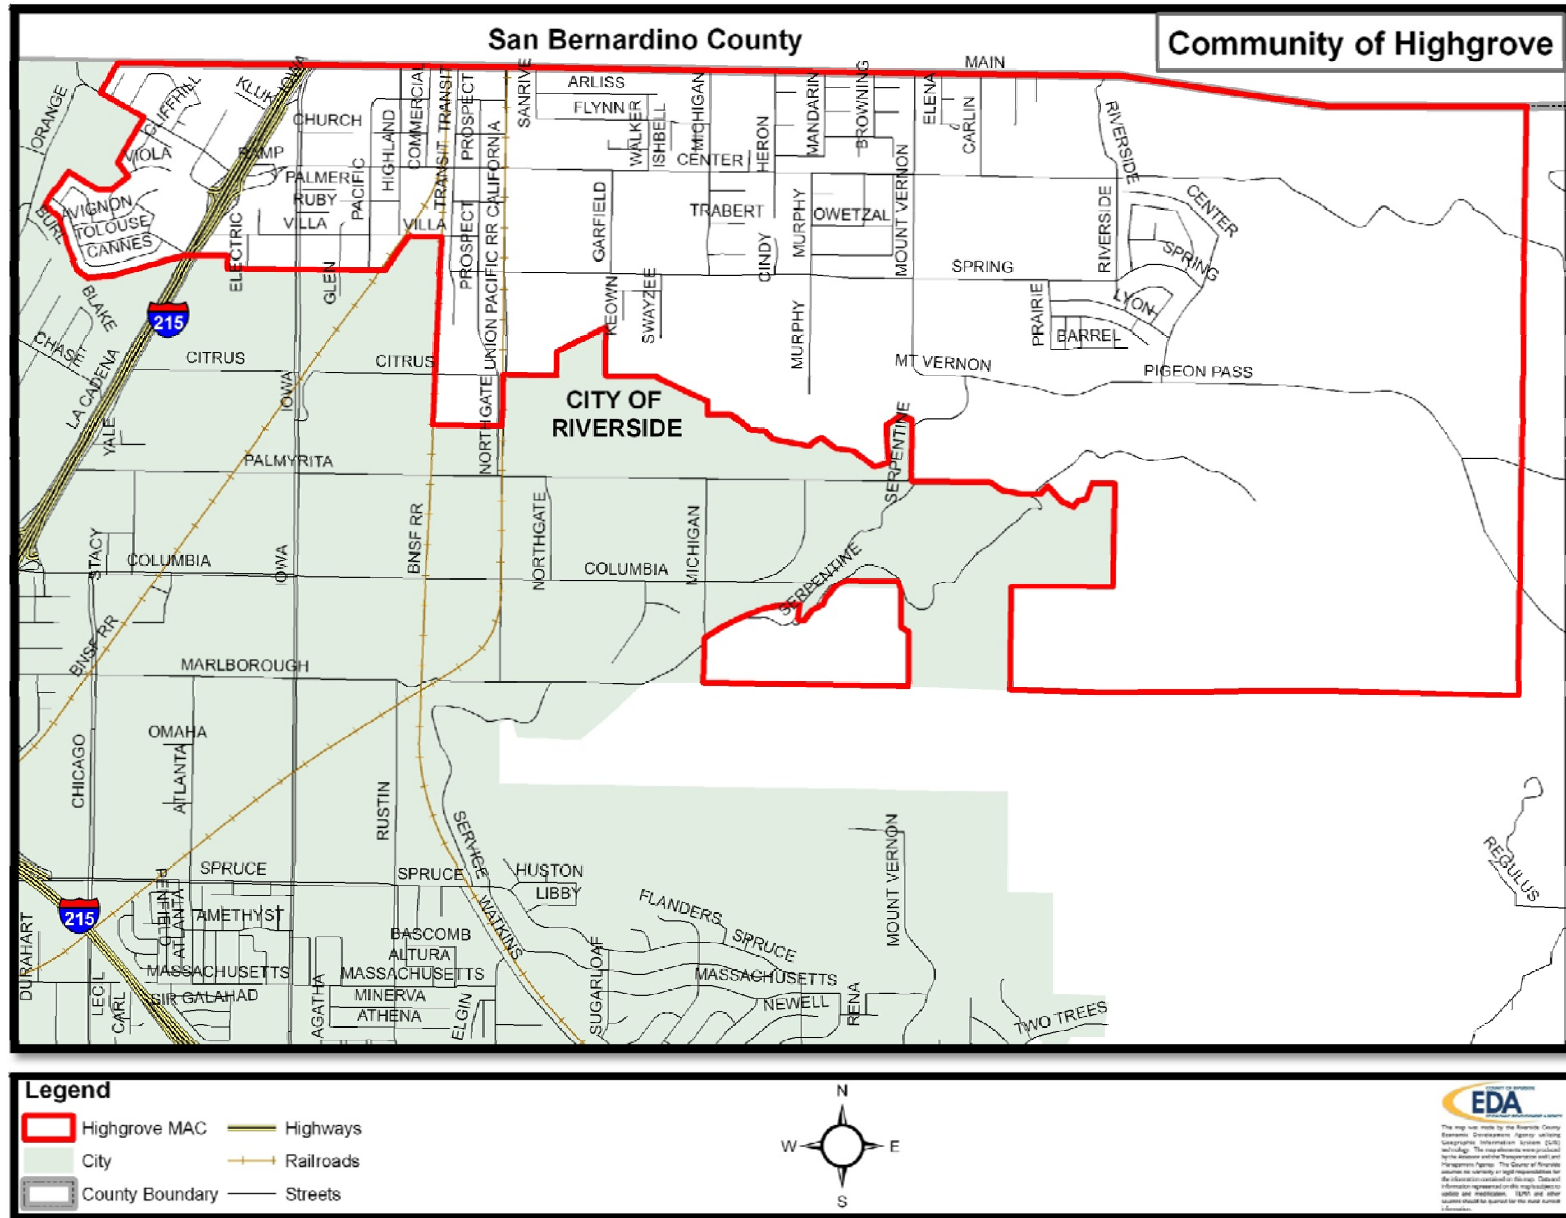 San Bernardino County
Community of Highgrove
MAIN
ORANGE
CLIFFHILL
KLUK
IOWA
CHURCH
VIOLA
RAMP
PALMER
RUBY
VILLA
PACIFIC
HIGHLAND
COMMERCIAL
TRANSIT
TRANSIT
PROSPECT
PROSPECT
UNION PACIFIC RR
CALIFORNIA
SANRIVE
ARLISS
FLYNN
WALKER
ISHBELL
MICHIGAN
CENTER
HERON
MANDARIN
BROWNING
ELENA
CARLIN
RIVERSIDE
CENTER
AVIGNON
TOLOUSE
CANNES
BURL
ELECTRIC
GLEN
VILLA
GARFIELD
TRABERT
CINDY
MURPHY
OWETZAL
MOUNT VERNON
RIVERSIDE
SPRING
SPRING
LYON
PRAIRIE
BARREL
KEOWN
SWAYZEE
MURPHY
MT VERNON
PIGEON PASS
BLAKE
215
CHASE
LA CADENA
CITRUS
CITRUS
IOWA
YALE
NORTHGATE
CITY OF
RIVERSIDE
SERPENTINE
PALMYRITA
STACY
COLUMBIA
IOWA
BNSF RR
NORTHGATE
COLUMBIA
MICHIGAN
SERPENTINE
BNSF RR
MARLBOROUGH
CHICAGO
OMAHA
ATLANTA
RUSTIN
SERVICE
WATKINS
SPRUCE
SPRUCE
HUSTON
LIBBY
FLANDERS
SPRUCE
MOUNT VERNON
REGULUS
215
PENFIELD
ATLANTA
AMETHYST
BASCOMB
ALTURA
MASSACHUSETTS
MASSACHUSETTS
MASSACHUSETTS
DURAHART
CECIL
CARL
SIR GALAHAD
AGATHA
MINERVA
ATHENA
ELGIN
SUGARLOAF
NEWELL
RENA
TWO TREES
Legend
Highgrove MAC
Highways
City
Railroads
County Boundary
Streets
N
W
E
S
EDA